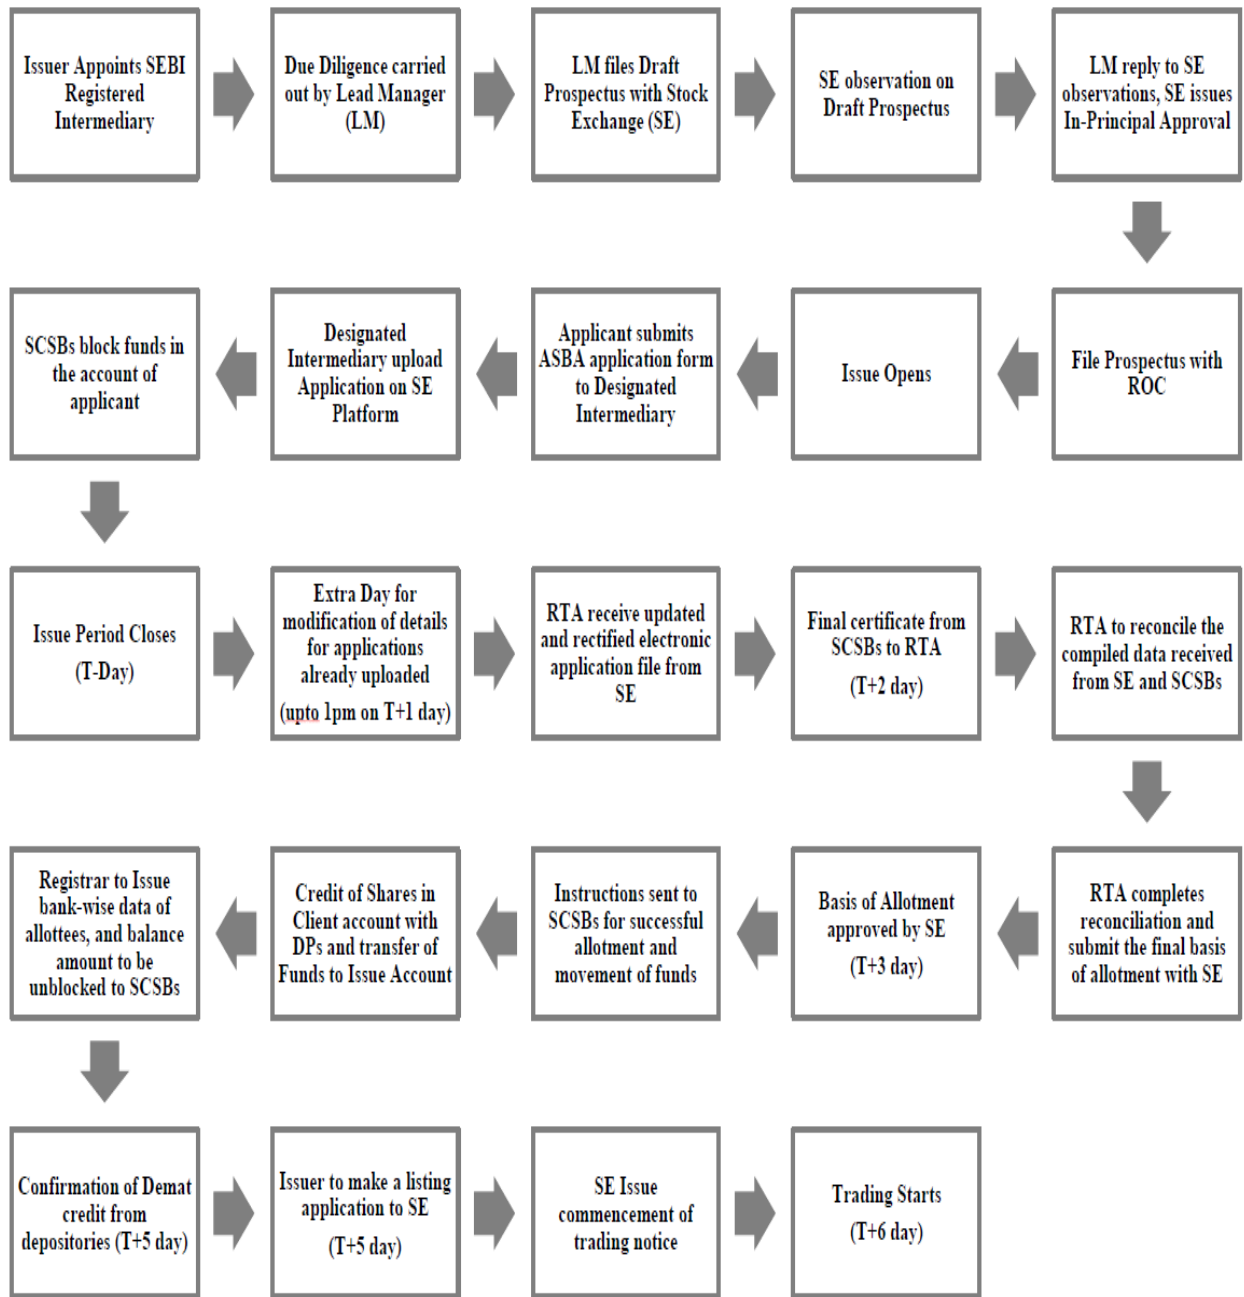 Issuer Appoints SEBI
Registered
Intermediary
Due Diligence carried
out by Lead Manager
(LM)
LM files Draft
Prospectus with Stock
Exchange (SE)
SE observation on
Draft Prospectus
LM reply to SE
observations, SE issues
In-Principal Approval
File Prospectus with
ROC
Issue Opens
Applicant submits
ASBA application form
to Designated
Intermediary
Designated
Intermediary upload
Application on SE
Platform
SCSBs block funds in
the account of
applicant
Issue Period Closes
(T-Day)
Extra Day for
modification of details
for applications
already uploaded
(upto 1pm on T+1 day)
RTA receive updated
and rectified electronic
application file from
SE
Final certificate from
SCSBs to RTA
(T+2 day)
RTA to reconcile the
compiled data received
from SE and SCSBs
RTA completes
reconciliation and
submit the final basis
of allotment with SE
Basis of Allotment
approved by SE
(T+3 day)
Instructions sent to
SCSBs for successful
allotment and
movement of funds
Credit of Shares in
Client account with
DPs and transfer of
Funds to Issue Account
Registrar to Issue
bank-wise data of
allottees, and balance
amount to be
unblocked to SCSBs
Confirmation of Demat
credit from
depositories (T+5 day)
Issuer to make a listing
application to SE
(T+5 day)
SE Issue
commencement of
trading notice
Trading Starts
(T+6 day)